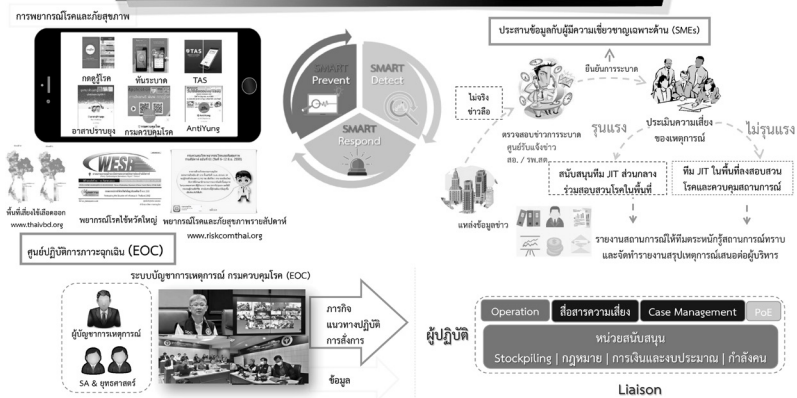 การพยากรณ์โรคและภัยสุขภาพ
กดดูรู้โรค
ทันระบาด
TAS
TAS
อาสาปราบยุง
กรมควบคุมโรค
AntiYung
WESR
พื้นที่เสี่ยงไข้เลือดออก
www.thaivbd.org
พยากรณ์โรคไข้หวัดใหญ่
พยากรณ์โรคและภัยสุขภาพรายสัปดาห์
www.riskcomthai.org
SMART
Prevent
SMART
Detect
SMART
Respond
ประสานข้อมูลกับผู้มีความเชี่ยวชาญเฉพาะด้าน (SMEs)
ยืนยันการระบาด
ไม่จริง
ข่าวลือ
ตรวจสอบข่าวการระบาด
ศูนย์รับแจ้งข่าว
สอ. / รพ.สต.
แหล่งข้อมูลข่าว
ประเมินความเสี่ยง
ของเหตุการณ์
รุนแรง
ไม่รุนแรง
สนับสนุนทีม JIT ส่วนกลาง
ร่วมสอบสวนโรคในพื้นที่
ทีม JIT ในพื้นที่ลงสอบสวน
โรคและควบคุมสถานการณ์
รายงานสถานการณ์ให้ทีมตระหนักรู้สถานการณ์ทราบ
และจัดทำรายงานสรุปเหตุการณ์เสนอต่อผู้บริหาร
ศูนย์ปฏิบัติการภาวะฉุกเฉิน (EOC)
ระบบบัญชาการเหตุการณ์ กรมควบคุมโรค (EOC)
ผู้บัญชาการเหตุการณ์
SA & ยุทธศาสตร์
ภารกิจ
แนวทางปฏิบัติ
การสั่งการ
ข้อมูล
ผู้ปฏิบัติ
Operation
สื่อสารความเสี่ยง
Case Management
PoE
หน่วยสนับสนุน
Stockpiling | กฎหมาย | การเงินและงบประมาณ | กำลังคน
Liaison